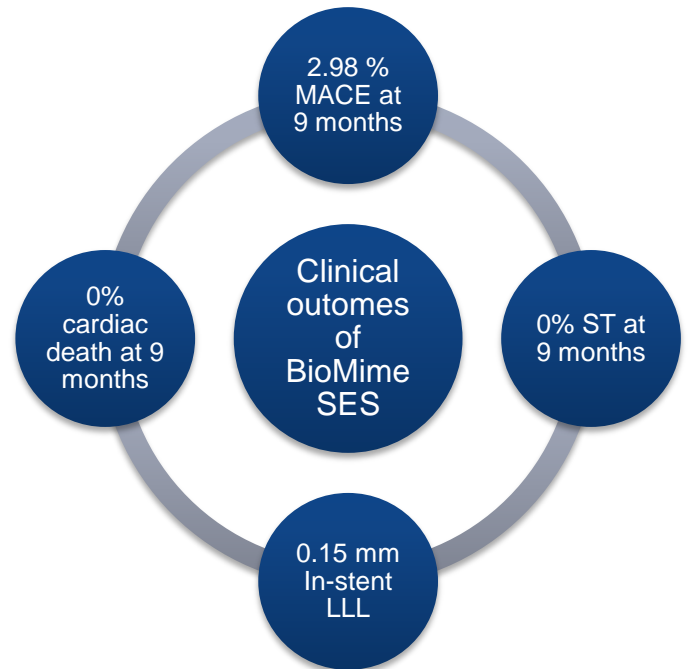 2.98 %
MACE at
9 months
Clinical
outomes
of
BioMime
SES
0%
cardiac
death at 9
months
0% ST at
9 months
0.15 mm
In-stent
LLL